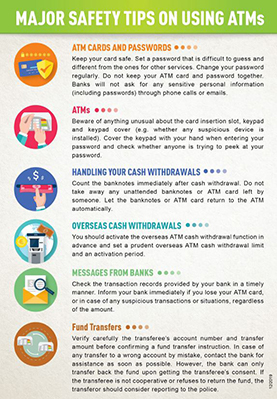 MAJOR SAFETY TIPS ON USING ATMs
ATM CARDS AND PASSWORDS
Keep your card safe. Set a password that is difficult to guess and
different from the ones for other services. Change your password
regularly. Do not keep your ATM card and password together.
Banks will not ask for any sensitive personal information
(including passwords) through phone calls or emails.
ATMs
Beware of anything unusual about the card insertion slot, keypad
and keypad cover (e.g. whether any suspicious device is
installed). Cover the keypad with your hand when entering your
password and check whether anyone is trying to peek at your
password.
HANDLING YOUR CASH WITHDRAWALS
Count the banknotes immediately after cash withdrawal. Do not
take away any unattended banknotes or ATM card left by
someone. Let the banknotes or ATM card return to the ATM
automatically.
OVERSEAS CASH WITHDRAWALS
You should activate the overseas ATM cash withdrawal function in
advance and set a prudent overseas ATM cash withdrawal limit
and an activation period.
MESSAGES FROM BANKS
Check the transaction records provided by your bank in a timely
manner. Inform your bank immediately if you lose your ATM card,
or in case of any suspicious transactions or situations, regardless
of the amount.
Fund Transfers
Verify carefully the transferee's account number and transfer
amount before confirming a fund transfer instruction. In case of
any transfer to a wrong account by mistake, contact the bank for
assistance as soon as possible. However, the bank can only
transfer back the fund upon getting the transferee's consent. If
the transferee is not cooperative or refuses to return the fund, the
transferor should consider reporting to the police.
12/2018